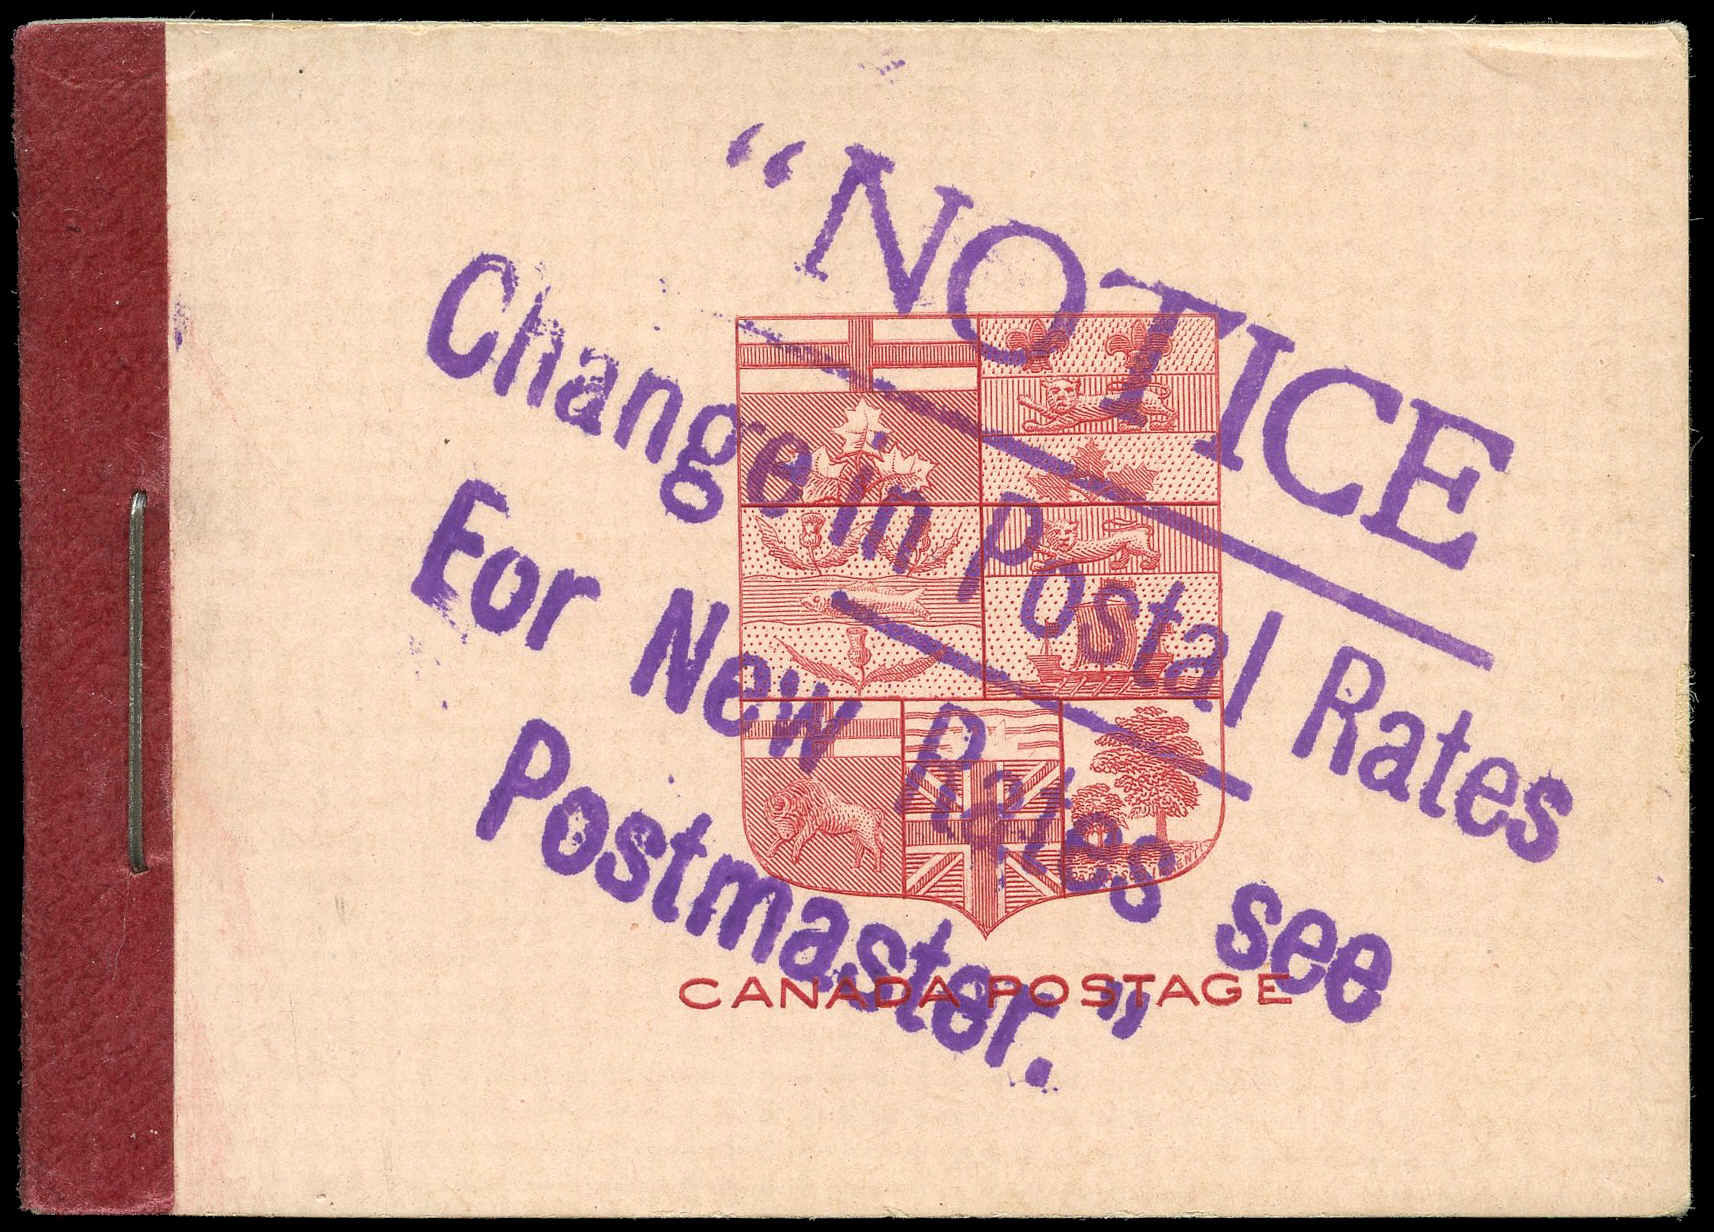 “NOTICE
Change in Postal Rates
For New Rates see
Postmaster.”
CANADA POSTAGE